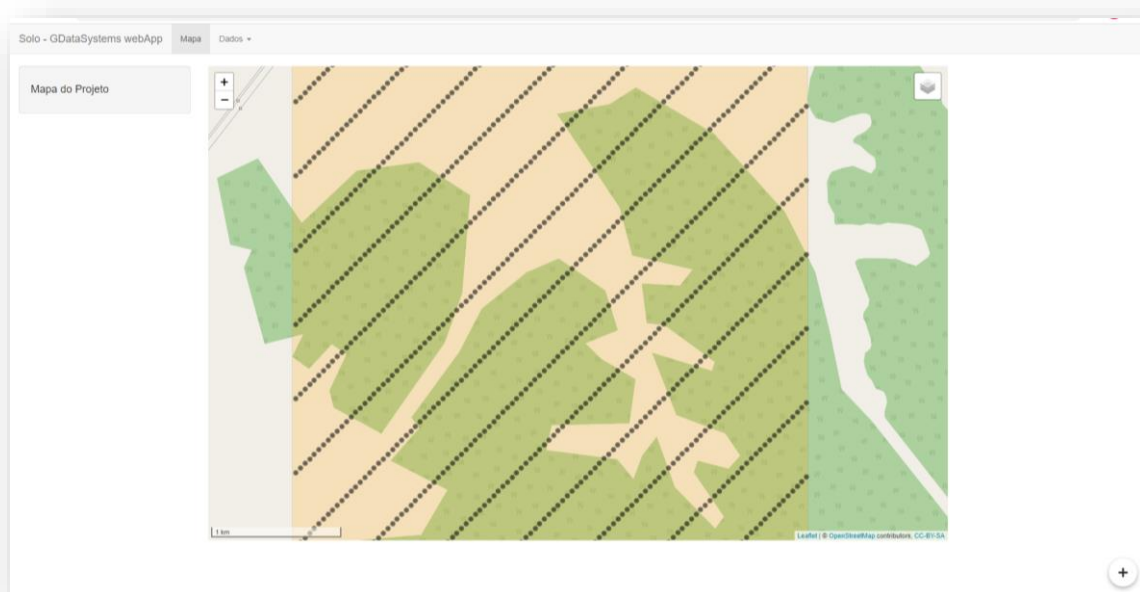 Solo - GDataSystems webApp Mapa Dados
Mapa do Projeto
+
−
1 km
Leaflet | © OpenStreetMap contributors, CC-BY-SA
+